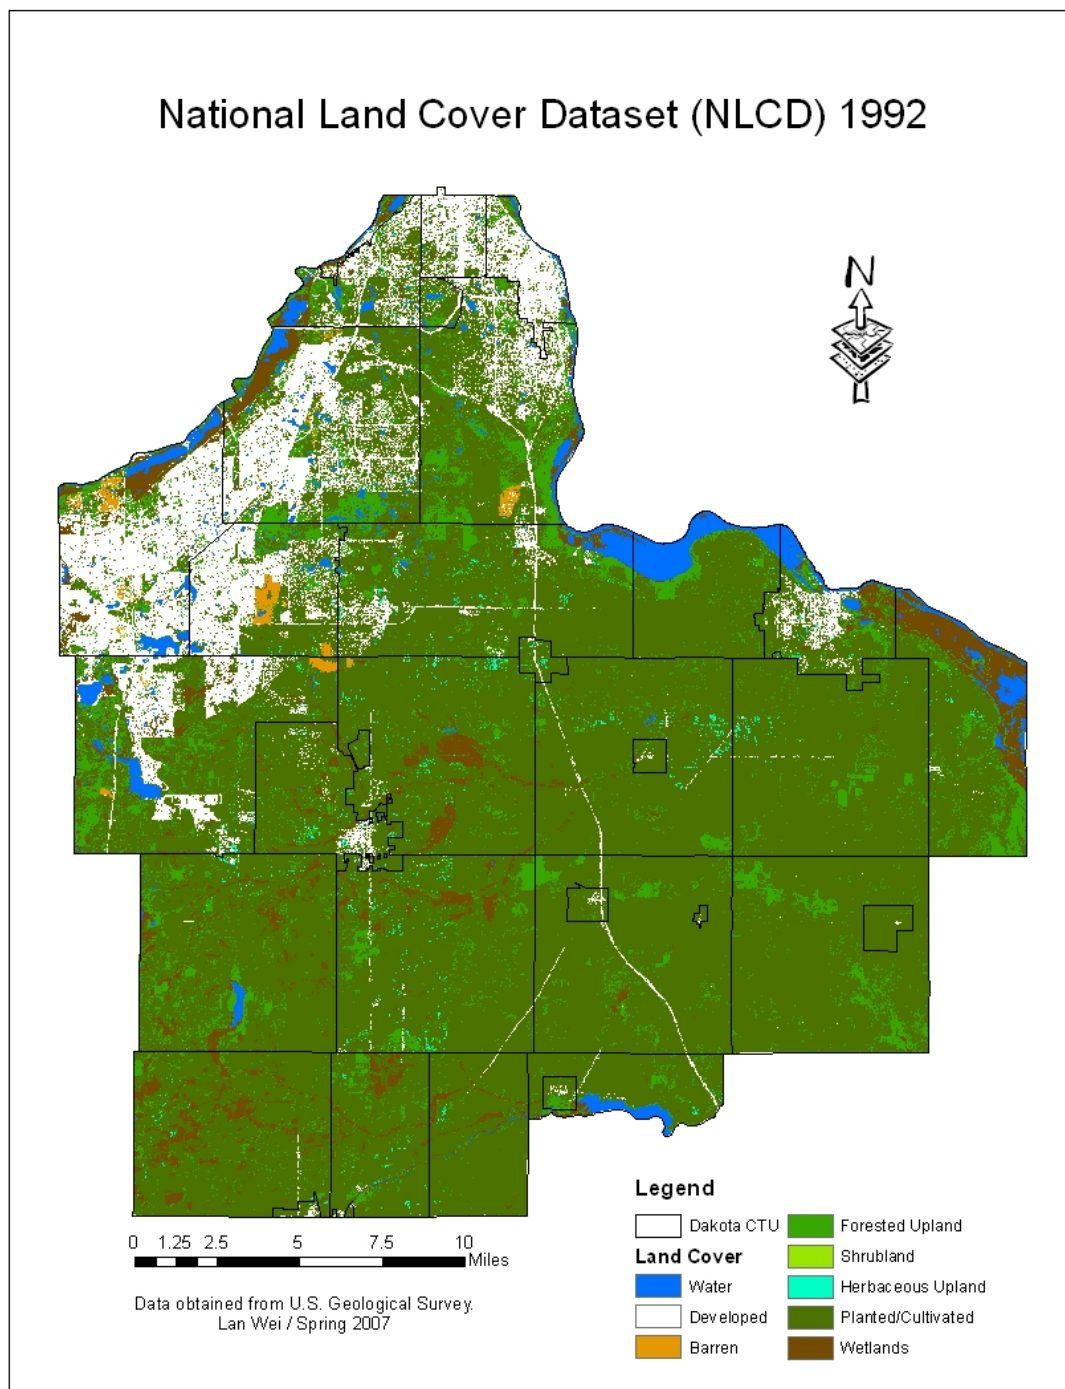 National Land Cover Dataset (NLCD) 1992
N
Legend
Dakota CTU
Land Cover
Water
Developed
Barren
Forested Upland
Shrubland
Herbaceous Upland
Planted/Cultivated
Wetlands
0 1.25 2.5 5 7.5 10
Miles
Data obtained from U.S. Geological Survey.
Lan Wei / Spring 2007